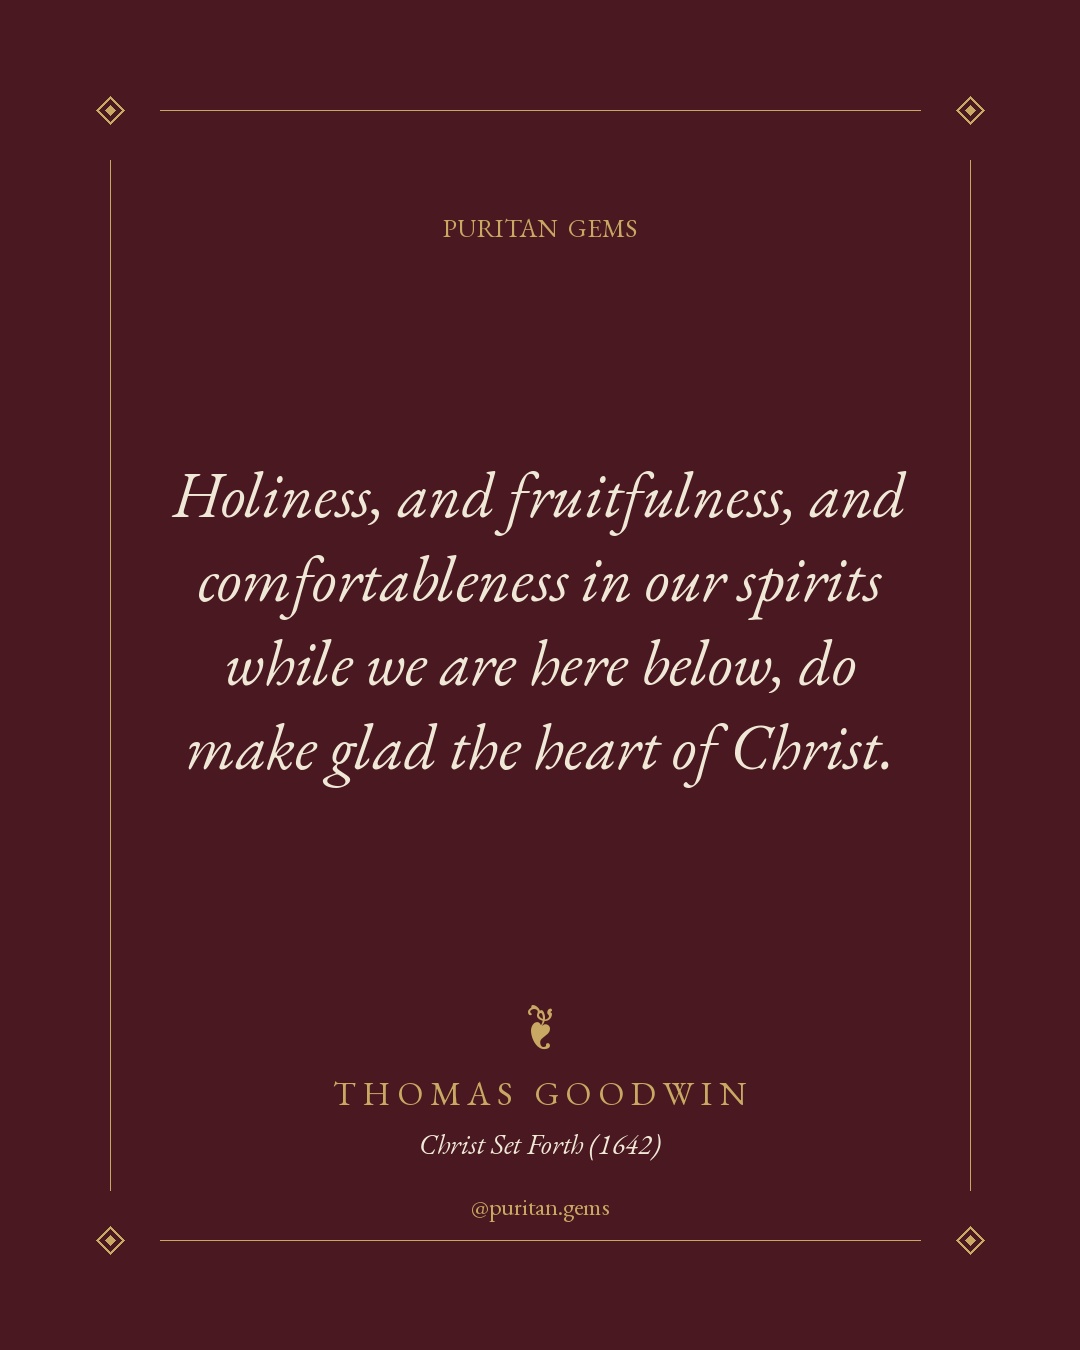 PURITAN GEMS
Holiness, and fruitfulness, and
comfortableness in our spirits
while we are here below, do
make glad the heart of Christ.
THOMAS GOODWIN
Christ Set Forth (1642)
@puritan.gems